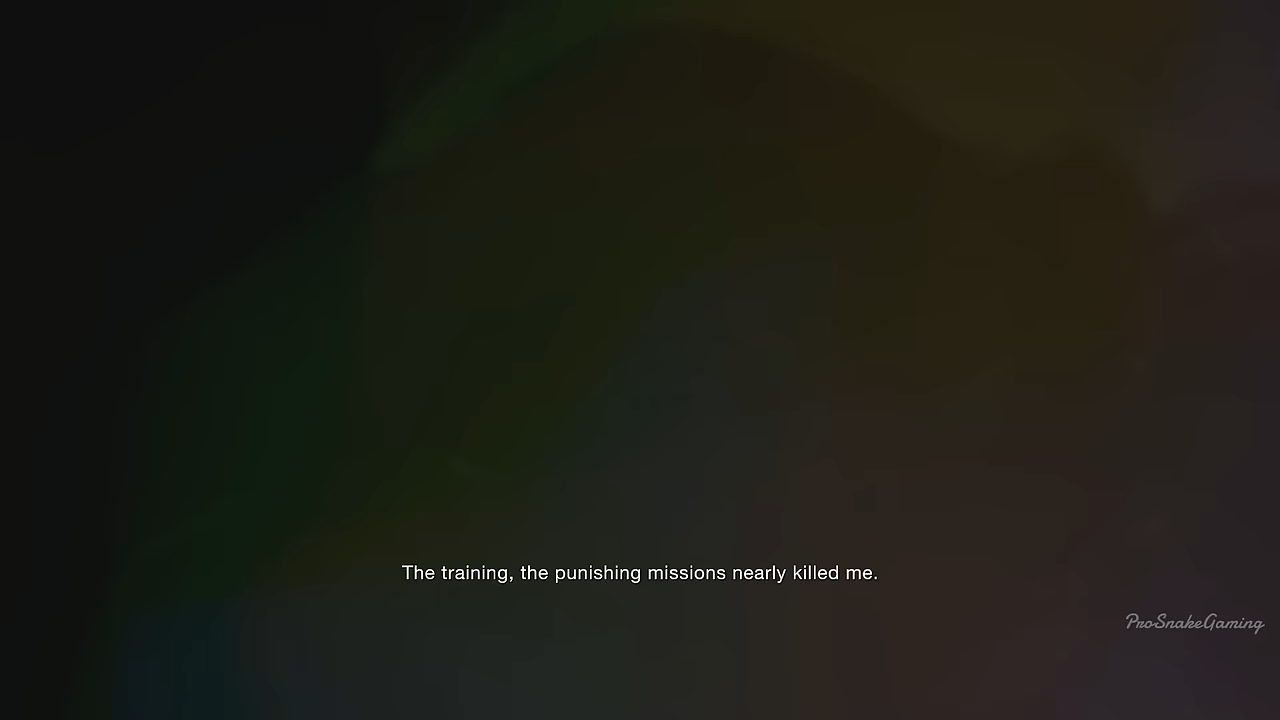 The training, the punishing missions nearly killed me.
ProSnakeGaming